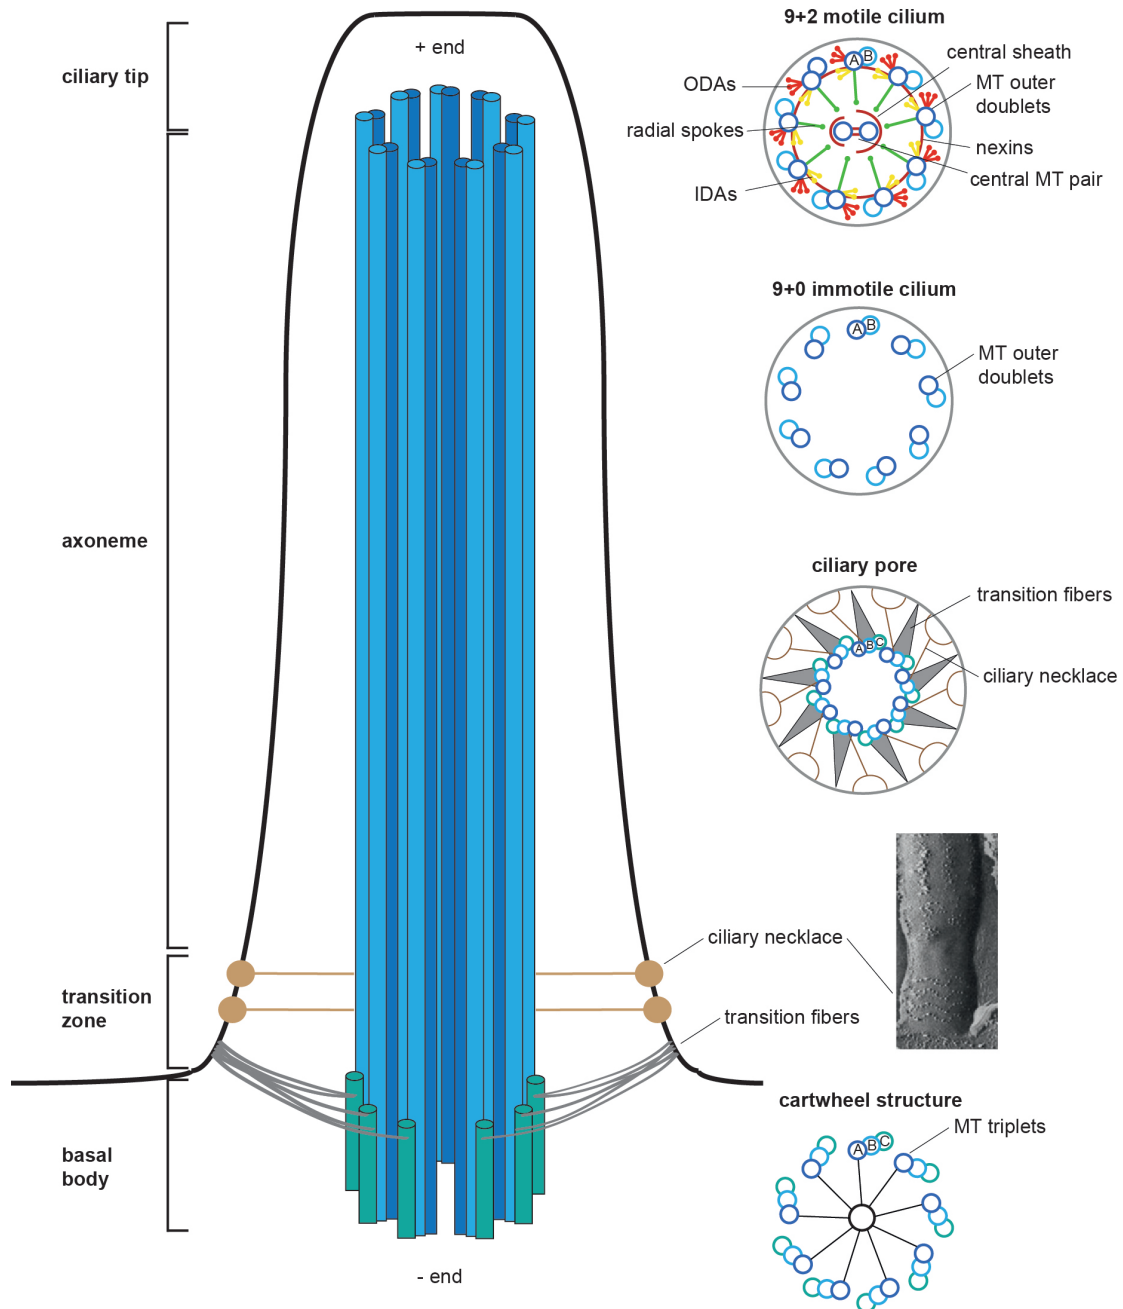 9+2 motile cilium
+ end
ciliary tip
central sheath
ODAs
MT outer
doublets
radial spokes
nexins
central MT pair
IDAs
A B
9+0 immotile cilium
A B
MT outer
doublets
axoneme
ciliary pore
transition fibers
ciliary necklace
A B C
ciliary necklace
transition
zone
transition fibers
cartwheel structure
MT triplets
A B C
basal
body
- end